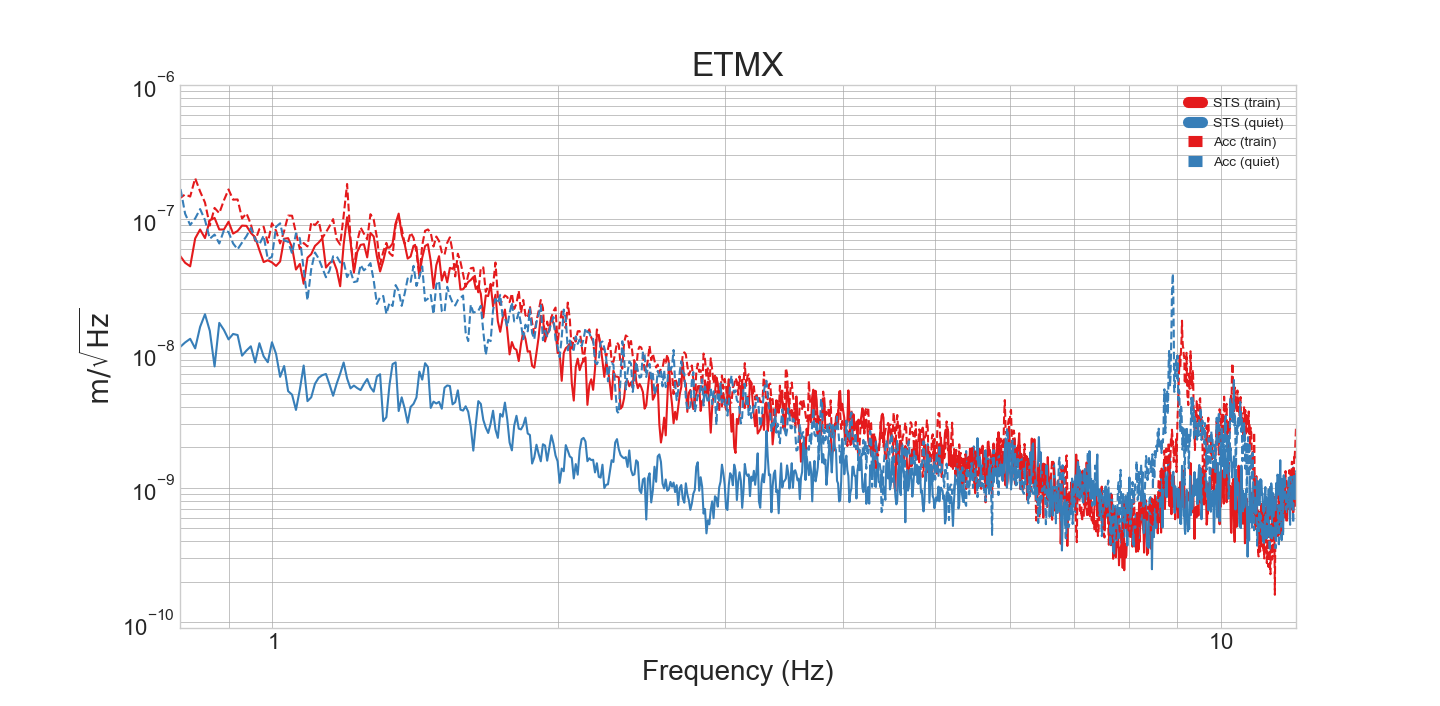 ETMX
10⁻⁶
10⁻⁷
10⁻⁸
10⁻⁹
10⁻¹⁰
m/√Hz
STS (train)
STS (quiet)
Acc (train)
Acc (quiet)
1
10
Frequency (Hz)